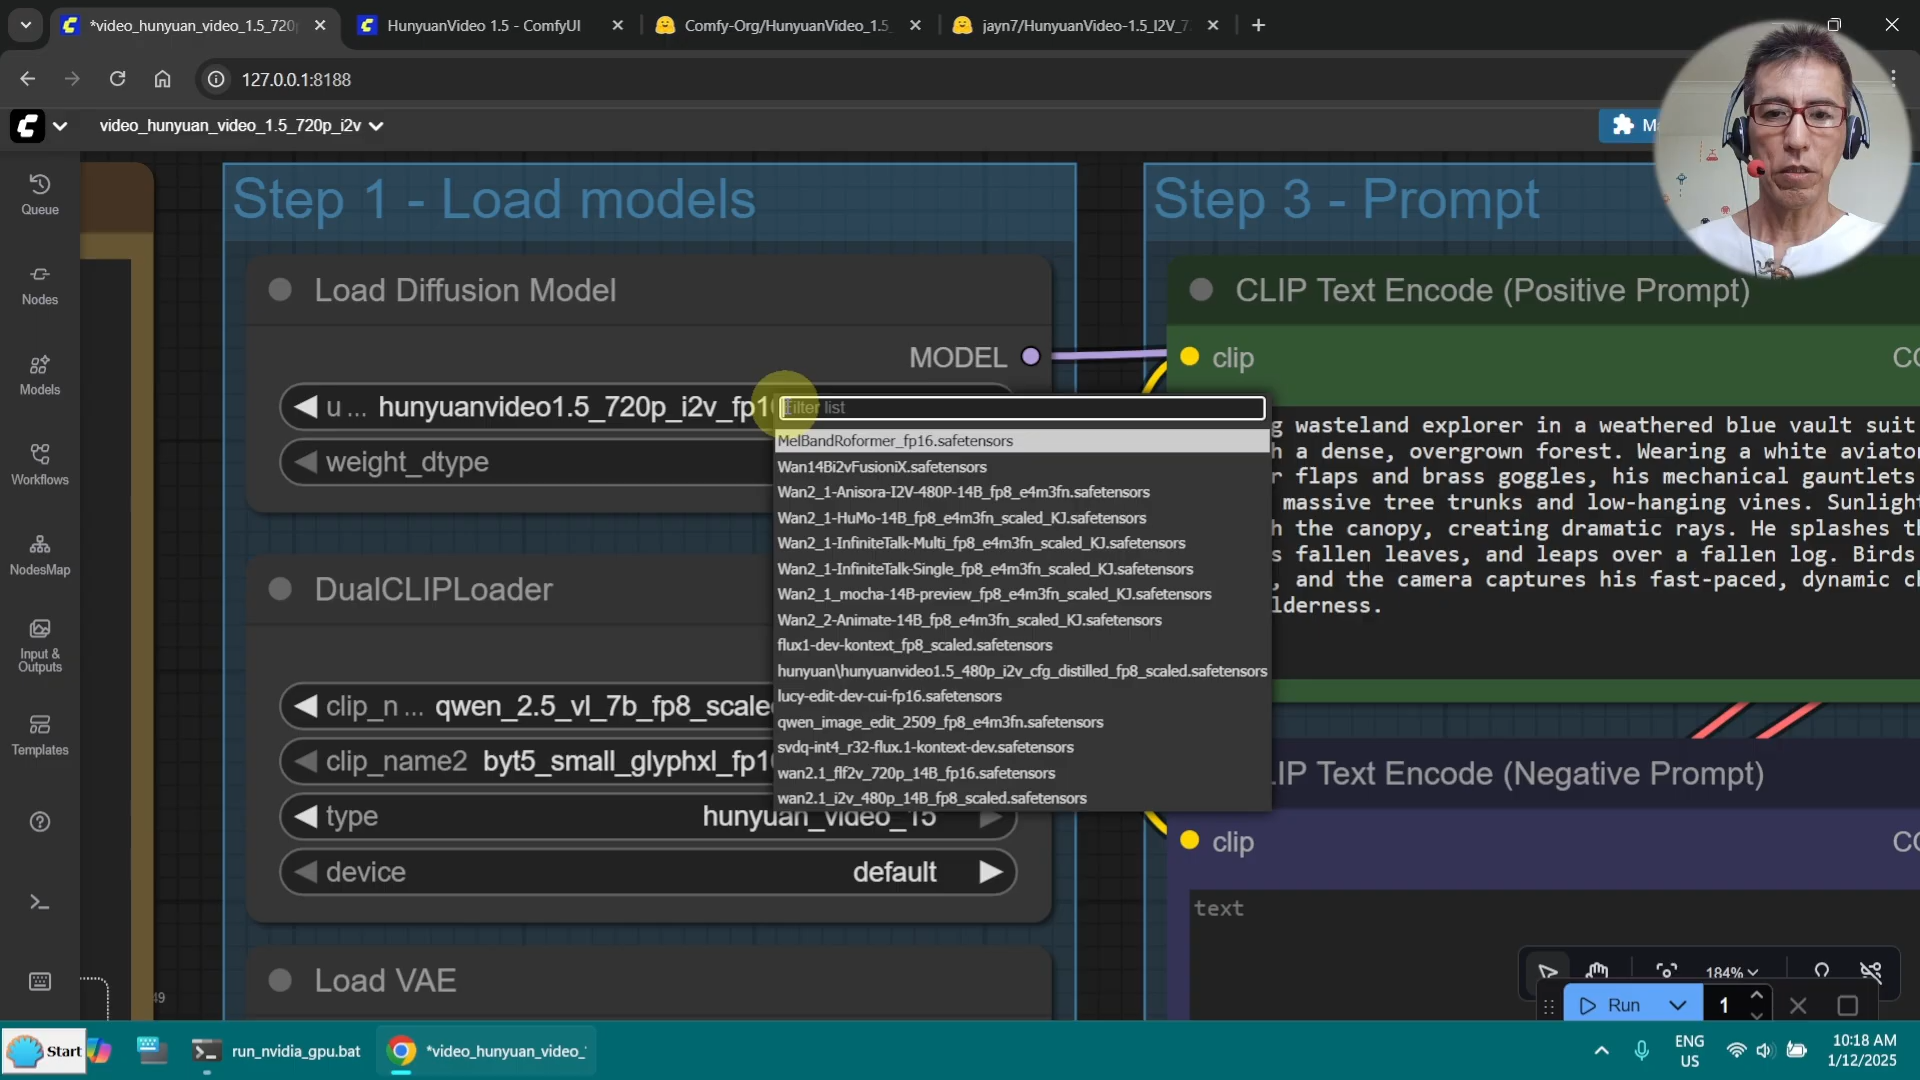 *video_hunyuan_video_1.5_720p
HunyuanVideo 1.5 - ComfyUI
Comfy-Org/HunyuanVideo_1.5_
jayn7/HunyuanVideo-1.5_I2V_7
127.0.0.1:8188
video_hunyuan_video_1.5_720p_i2v
Queue
Nodes
Models
Workflows
NodesMap
Input &
Outputs
Templates
Step 1 - Load models
Load Diffusion Model
MODEL
u ... hunyuanvideo1.5_720p_i2v_fp1
weight_dtype
Filter list
MelBandRoformer_fp16.safetensors
Wan14Bi2vFusioniX.safetensors
Wan2_1-Anisora-I2V-480P-14B_fp8_e4m3fn.safetensors
Wan2_1-HuMo-14B_fp8_e4m3fn_scaled_KJ.safetensors
Wan2_1-InfiniteTalk-Multi_fp8_e4m3fn_scaled_KJ.safetensors
Wan2_1-InfiniteTalk-Single_fp8_e4m3fn_scaled_KJ.safetensors
Wan2_1_mocha-14B-preview_fp8_e4m3fn_scaled_KJ.safetensors
Wan2_2-Animate-14B_fp8_e4m3fn_scaled_KJ.safetensors
flux1-dev-kontext_fp8_scaled.safetensors
hunyuan\hunyuanvideo1.5_480p_i2v_cfg_distilled_fp8_scaled.safetensors
lucy-edit-dev-cui-fp16.safetensors
qwen_image_edit_2509_fp8_e4m3fn.safetensors
svdq-int4_r32-flux.1-kontext-dev.safetensors
wan2.1_flf2v_720p_14B_fp16.safetensors
wan2.1_i2v_480p_14B_fp8_scaled.safetensors
DualCLIPLoader
clip_n ... qwen_2.5_vl_7b_fp8_scale
clip_name2 byt5_small_glyphxl_fp1
type hunyuan_video_15
device default
Load VAE
Step 3 - Prompt
CLIP Text Encode (Positive Prompt)
clip CO
g wasteland explorer in a weathered blue vault suit
h a dense, overgrown forest. Wearing a white aviato
r flaps and brass goggles, his mechanical gauntlets
massive tree trunks and low-hanging vines. Sunligh
h the canopy, creating dramatic rays. He splashes t
s fallen leaves, and leaps over a fallen log. Birds
, and the camera captures his fast-paced, dynamic c
lderness.
LIP Text Encode (Negative Prompt)
clip CO
text
184%
Run 1
49
Start
run_nvidia_gpu.bat
*video_hunyuan_video_
ENG
US
10:18 AM
1/12/2025